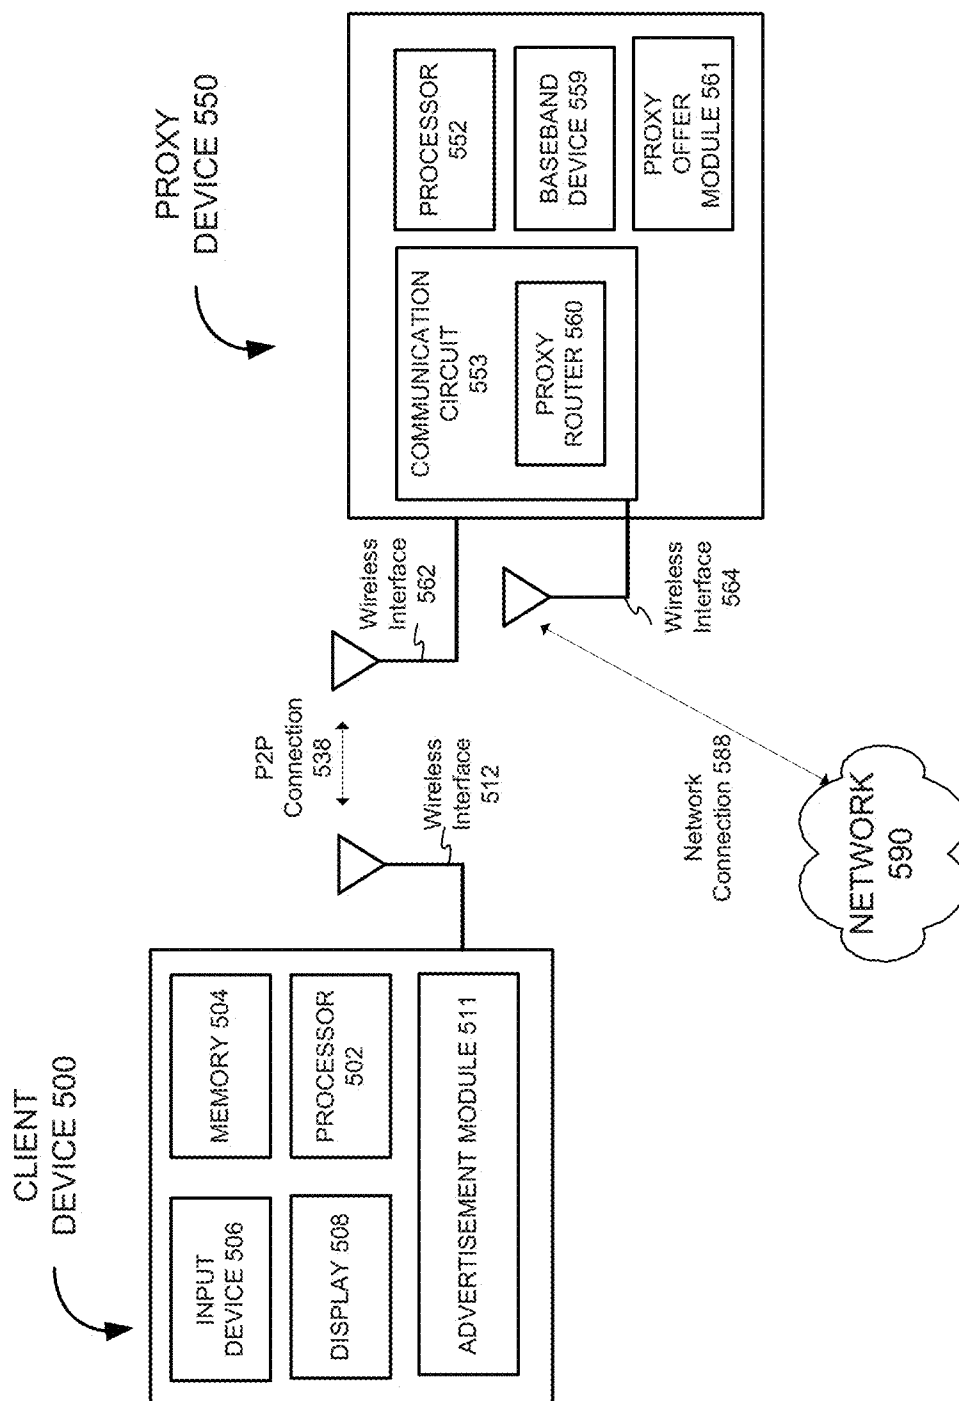 CLIENT
DEVICE 500
INPUT
DEVICE 506
MEMORY 504
DISPLAY 508
PROCESSOR
502
ADVERTISEMENT MODULE 511
Wireless
Interface
512
P2P
Connection
538
PROXY
DEVICE 550
Wireless
Interface
562
COMMUNICATION
CIRCUIT
553
PROXY
ROUTER 560
PROCESSOR
552
BASEBAND
DEVICE 559
PROXY
OFFER
MODULE 561
Wireless
Interface
564
Network
Connection 588
NETWORK
590